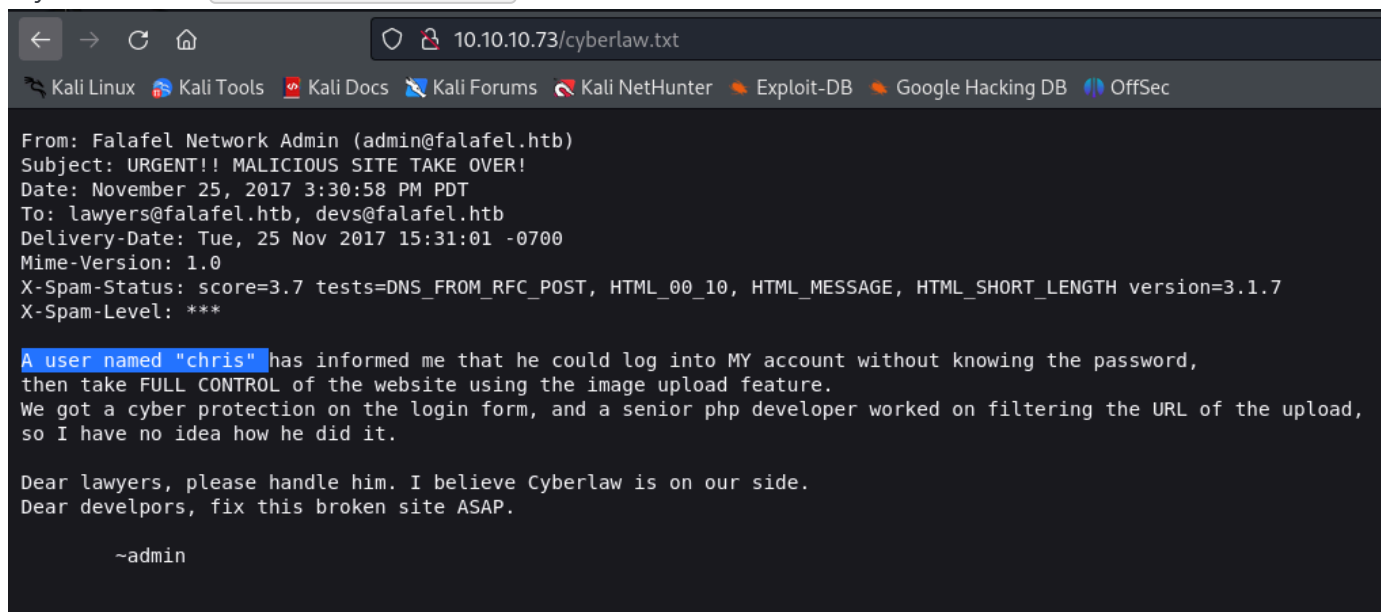 10.10.10.73/cyberlaw.txt
Kali Linux Kali Tools Kali Docs Kali Forums Kali NetHunter Exploit-DB Google Hacking DB OffSec
From: Falafel Network Admin (admin@falafel.htb)
Subject: URGENT!! MALICIOUS SITE TAKE OVER!
Date: November 25, 2017 3:30:58 PM PDT
To: lawyers@falafel.htb, devs@falafel.htb
Delivery-Date: Tue, 25 Nov 2017 15:31:01 -0700
Mime-Version: 1.0
X-Spam-Status: score=3.7 tests=DNS_FROM_RFC_POST, HTML_00_10, HTML_MESSAGE, HTML_SHORT_LENGTH version=3.1.7
X-Spam-Level: ***
A user named "chris" has informed me that he could log into MY account without knowing the password,
then take FULL CONTROL of the website using the image upload feature.
We got a cyber protection on the login form, and a senior php developer worked on filtering the URL of the upload,
so I have no idea how he did it.
Dear lawyers, please handle him. I believe Cyberlaw is on our side.
Dear develpors, fix this broken site ASAP.
~admin